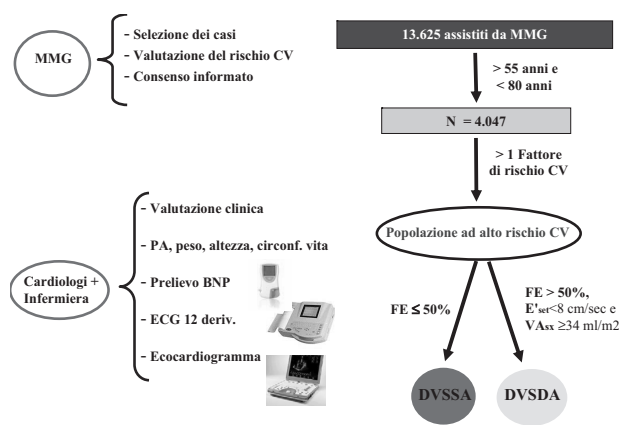 MMG
- Selezione dei casi
- Valutazione del rischio CV
- Consenso informato
Cardiologi +
Infermiera
- Valutazione clinica
- PA, peso, altezza, circonf. vita
- Prelievo BNP
- ECG 12 deriv.
- Ecocardiogramma
13.625 assistiti da MMG
> 55 anni e
< 80 anni
N = 4.047
> 1 Fattore
di rischio CV
Popolazione ad alto rischio CV
FE ≤ 50%
FE > 50%,
E'set<8 cm/sec e
VAsx ≥34 ml/m2
DVSSA
DVSDA